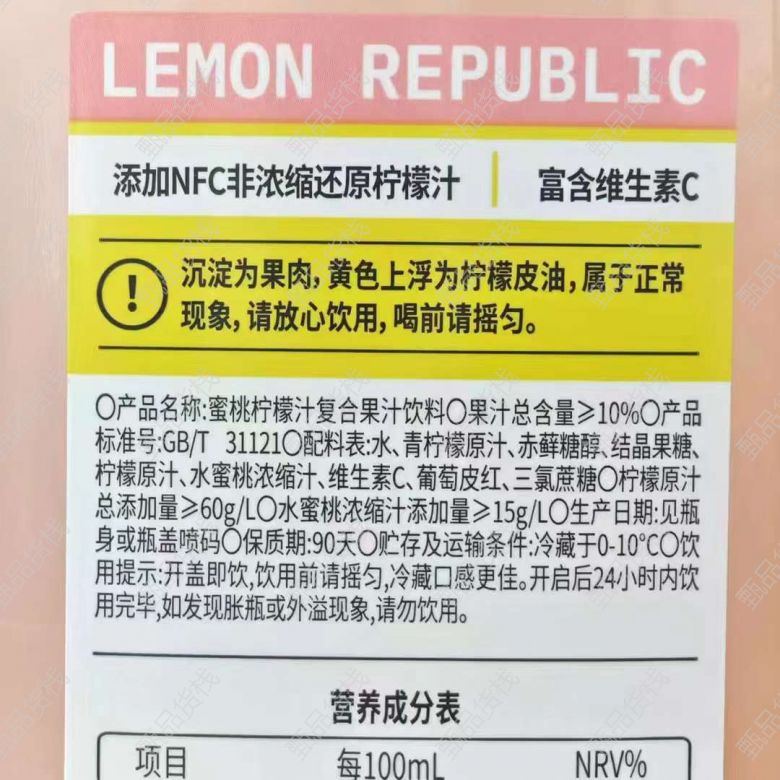 LEMON REPUBLIC
添加NFC非浓缩还原柠檬汁 富含维生素C
沉淀为果肉，黄色上浮为柠檬皮油，属于正常
现象，请放心饮用，喝前请摇匀。
〇产品名称:蜜桃柠檬汁复合果汁饮料〇果汁总含量≥10%〇产品
标准号:GB/T 31121〇配料表:水、青柠檬原汁、赤藓糖醇、结晶果糖、
柠檬原汁、水蜜桃浓缩汁、维生素C、葡萄皮红、三氯蔗糖〇柠檬原汁
总添加量≥60g/L〇水蜜桃浓缩汁添加量≥15g/L〇生产日期:见瓶
身或瓶盖喷码〇保质期:90天〇贮存及运输条件:冷藏于0-10°C〇饮
用提示:开盖即饮,饮用前请摇匀,冷藏口感更佳。开启后24小时内饮
用完毕,如发现胀瓶或外溢现象,请勿饮用。
营养成分表
项目 每100mL NRV%
甄品货栈